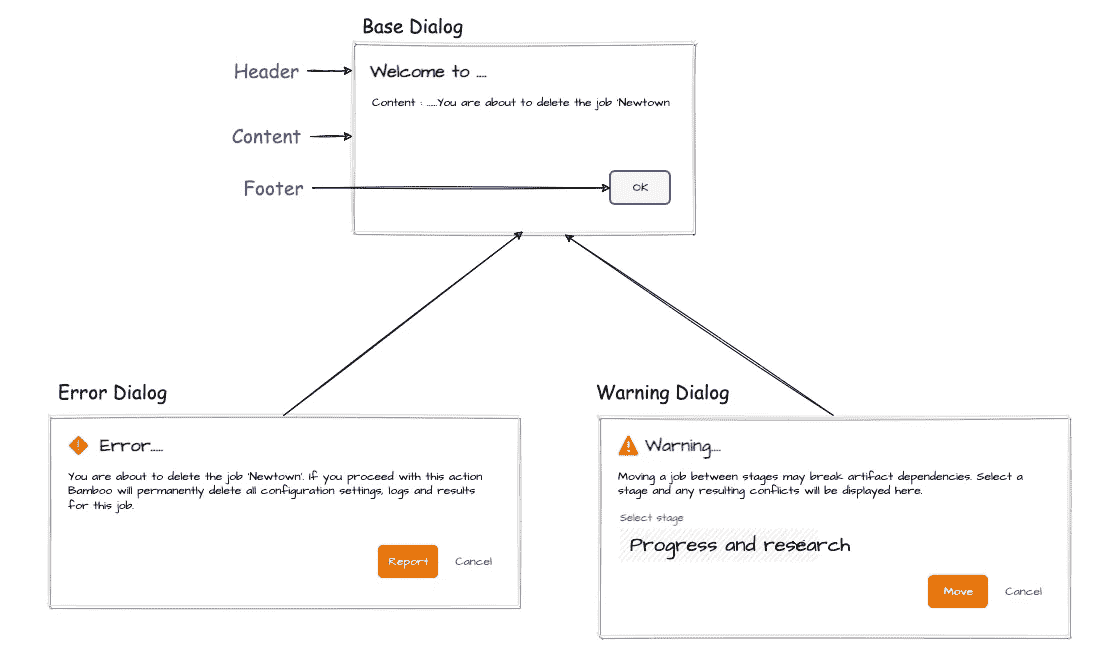 Base Dialog
Header
Welcome to ....
Content : .....You are about to delete the job 'Newtown
Content
Footer
OK
Error Dialog
Error.....
You are about to delete the job 'Newtown'. If you proceed with this action
Bamboo will permanently delete all configuration settings, logs and results
for this job.
Report
Cancel
Warning Dialog
Warning....
Moving a job between stages may break artifact dependencies. Select a
stage and any resulting conflicts will be displayed here.
Select stage
Progress and research
Move
Cancel